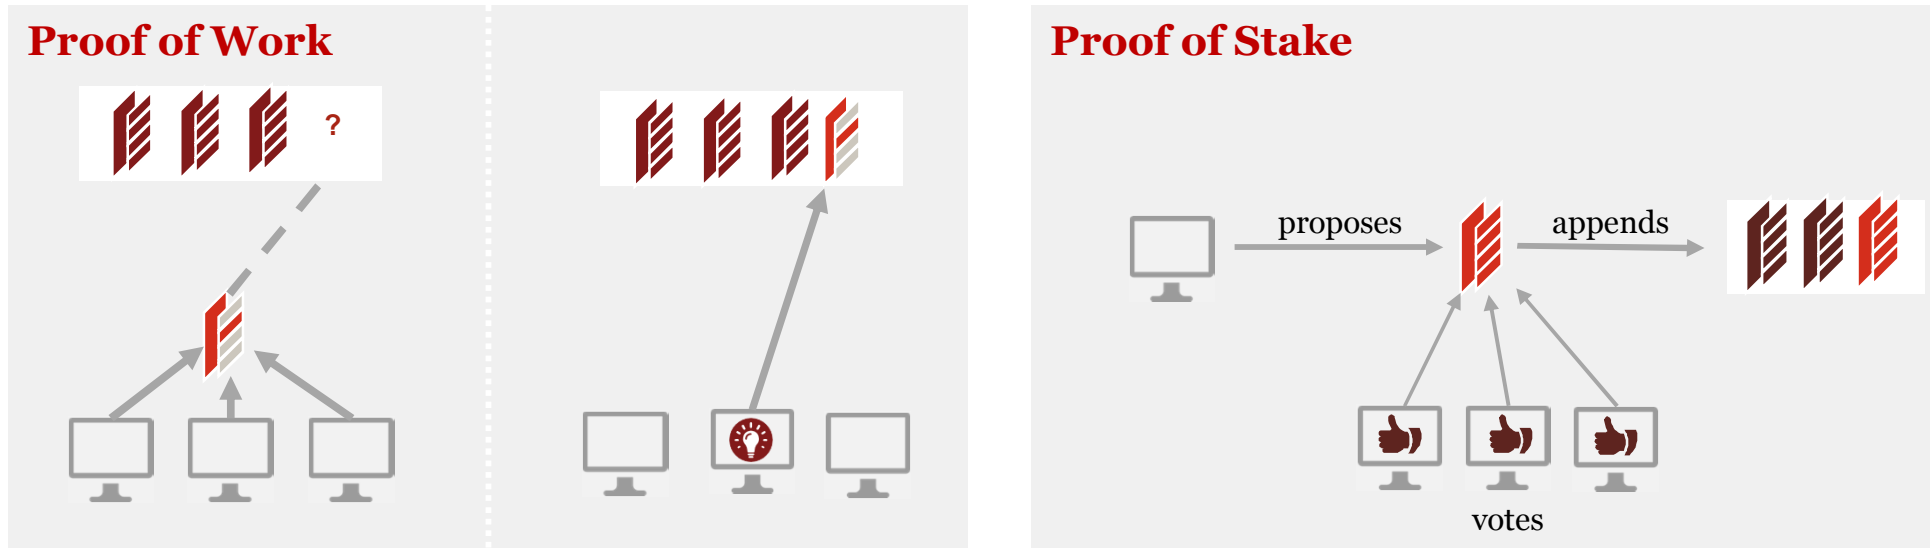 Proof of Work
?
Proof of Stake
proposes
appends
votes